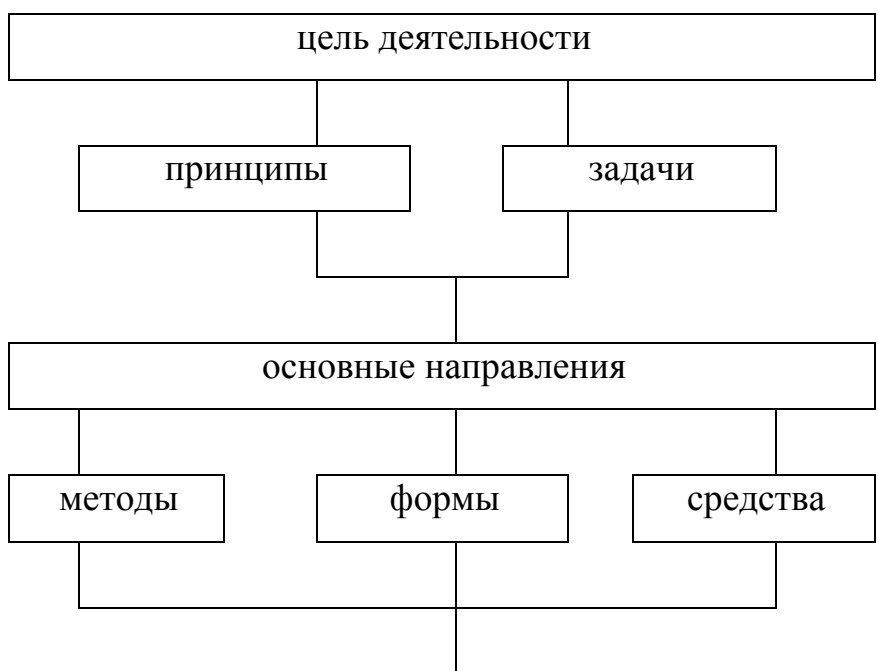 цель деятельности
принципы
задачи
основные направления
методы
формы
средства